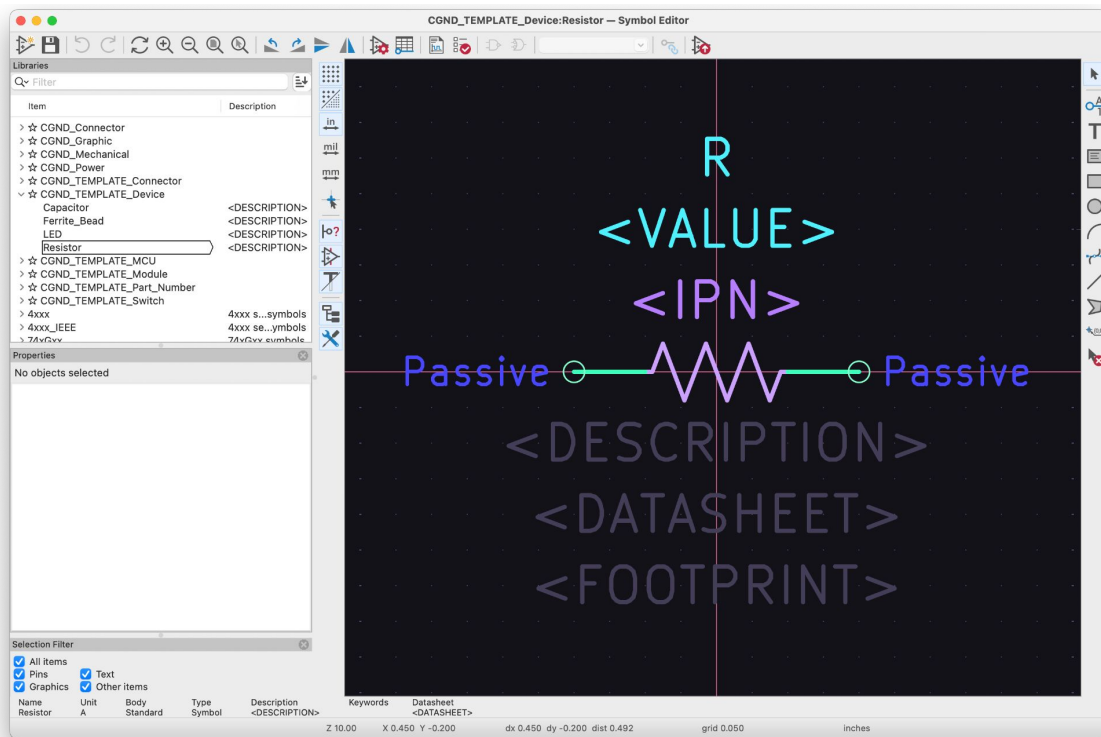 CGND_TEMPLATE_Device:Resistor — Symbol Editor
Libraries
Filter
Item Description
CGND_Connector
CGND_Graphic
CGND_Mechanical
CGND_Power
CGND_TEMPLATE_Connector
CGND_TEMPLATE_Device
Capacitor <DESCRIPTION>
Ferrite_Bead <DESCRIPTION>
LED <DESCRIPTION>
Resistor <DESCRIPTION>
CGND_TEMPLATE_MCU
CGND_TEMPLATE_Module
CGND_TEMPLATE_Part_Number
CGND_TEMPLATE_Switch
4xxx 4xxx s...symbols
4xxx_IEEE 4xxx se...ymbols
74xGxx 74xGxx symbols
Properties
No objects selected
Selection Filter
All items
Pins Text
Graphics Other items
in
mil
mm
R
<VALUE>
<IPN>
Passive Passive
<DESCRIPTION>
<DATASHEET>
<FOOTPRINT>
Name Unit Body Type Description Keywords Datasheet
Resistor A Standard Symbol <DESCRIPTION> <DATASHEET>
Z 10.00 X 0.450 Y -0.200 dx 0.450 dy -0.200 dist 0.492 grid 0.050 inches